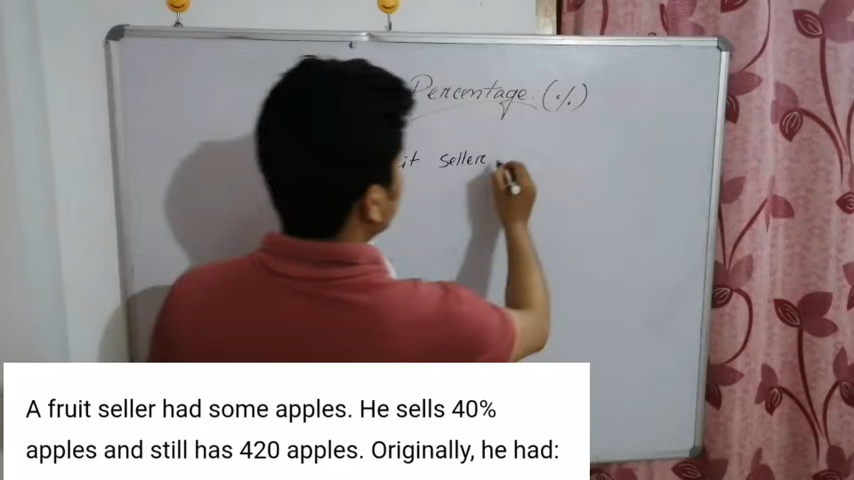 Percentage (%)
it seller
A fruit seller had some apples. He sells 40%
apples and still has 420 apples. Originally, he had: